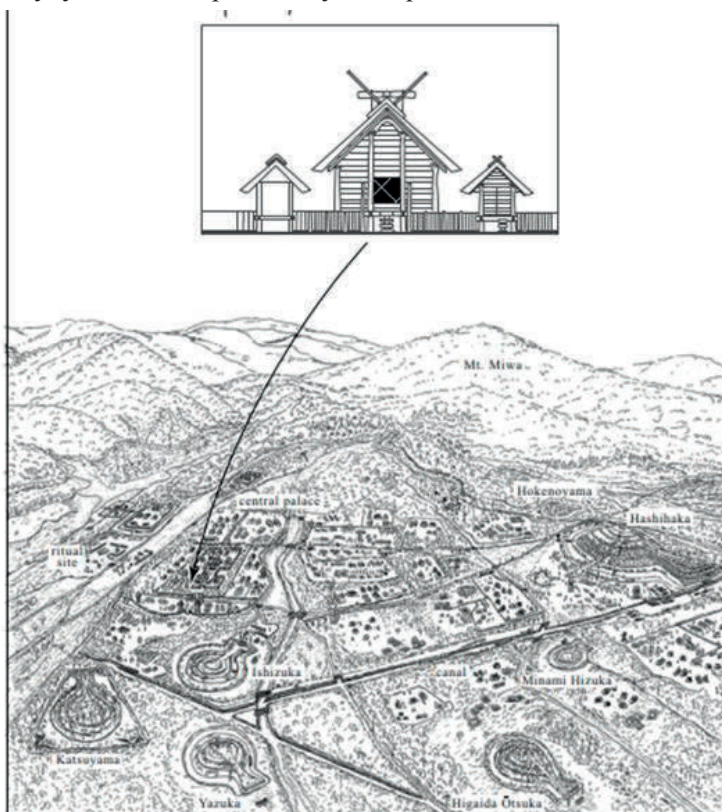 Mt. Miwa
Hokenoyama
central palace
Hashihaka
ritual
site
Ishizuka
canal
Minami Hizuka
Katsuyama
Yazuka
Higaida Otsuka